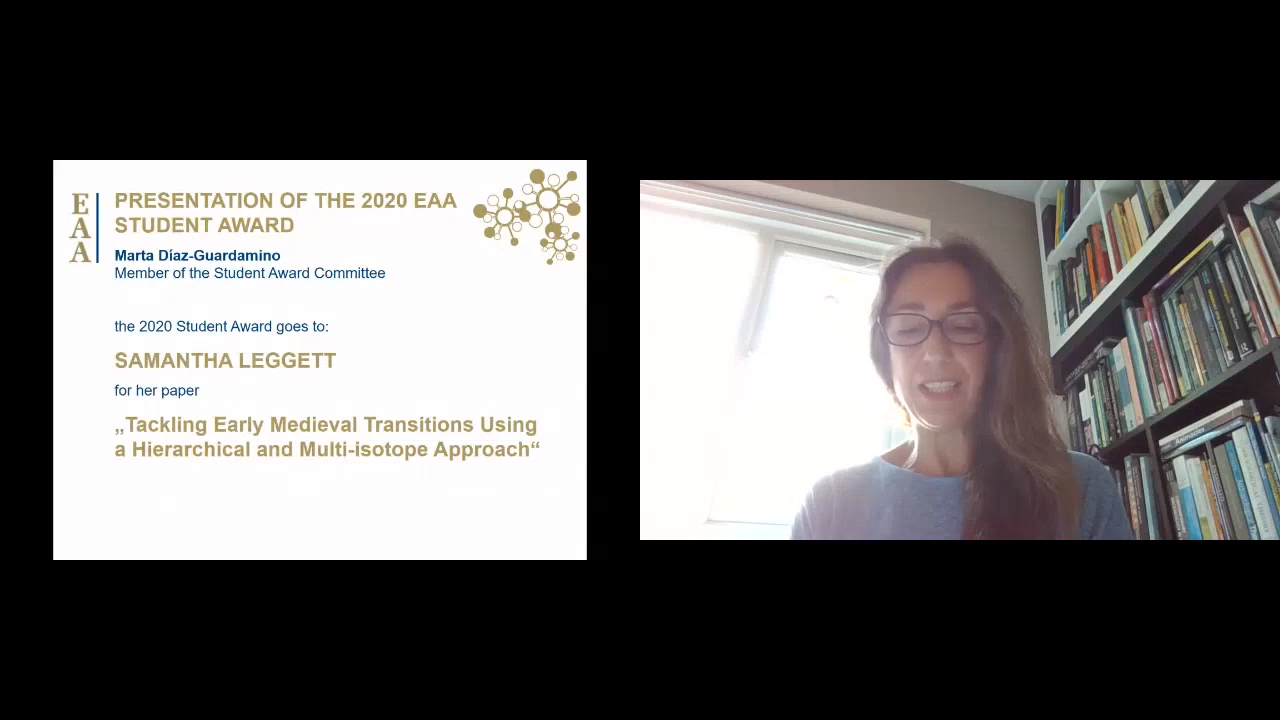 E
A
A
PRESENTATION OF THE 2020 EAA
STUDENT AWARD
Marta Díaz-Guardamino
Member of the Student Award Committee
the 2020 Student Award goes to:
SAMANTHA LEGGETT
for her paper
„Tackling Early Medieval Transitions Using
a Hierarchical and Multi-isotope Approach“